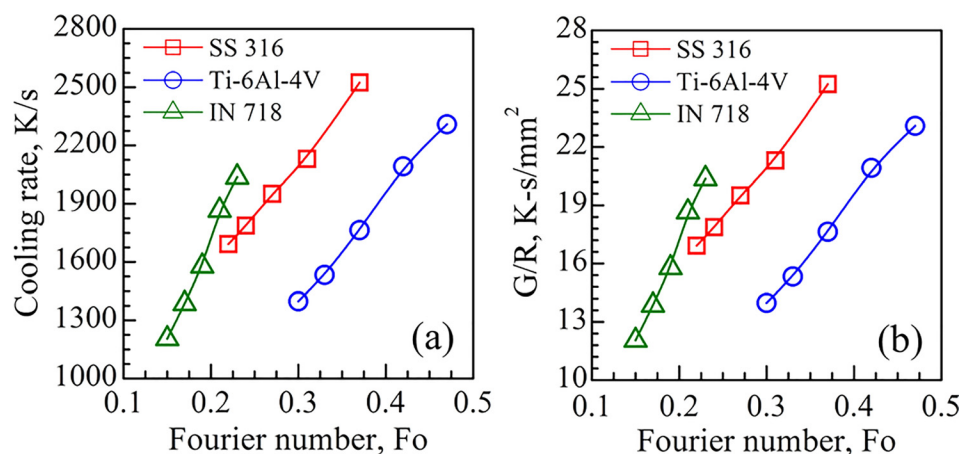 2800
2500
2200
1900
1600
1300
1000
Cooling rate, K/s
SS 316
Ti-6Al-4V
IN 718
(a)
0.1 0.2 0.3 0.4 0.5
Fourier number, Fo
28
25
22
19
16
13
10
G/R, K-s/mm²
SS 316
Ti-6Al-4V
IN 718
(b)
0.1 0.2 0.3 0.4 0.5
Fourier number, Fo